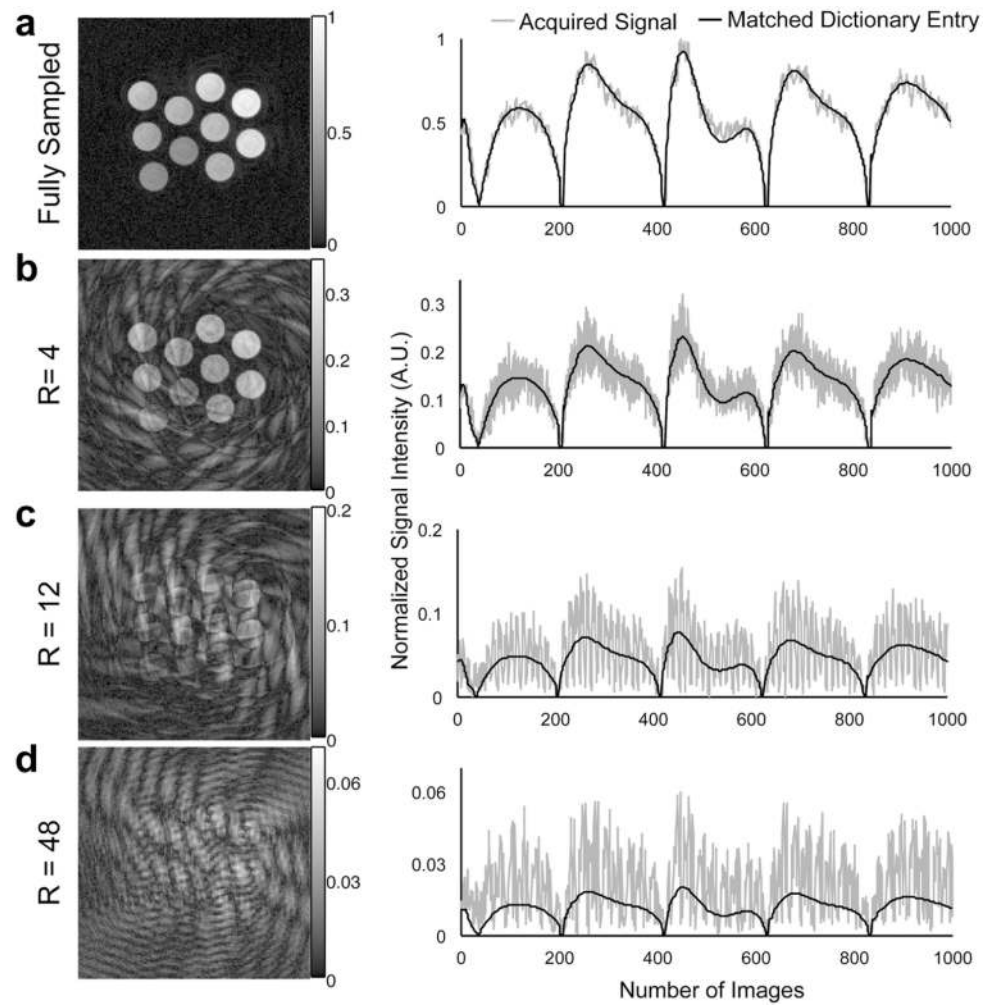 a
Fully Sampled
1
0.5
0
Acquired Signal
Matched Dictionary Entry
1
0.5
0
0 200 400 600 800 1000
b
R= 4
0.3
0.2
0.1
0
Normalized Signal Intensity (A.U.)
0.3
0.2
0.1
0
0 200 400 600 800 1000
c
R = 12
0.2
0.1
0
0.2
0.1
0
0 200 400 600 800 1000
d
R = 48
0.06
0.03
0
0.06
0.03
0
0 200 400 600 800 1000
Number of Images